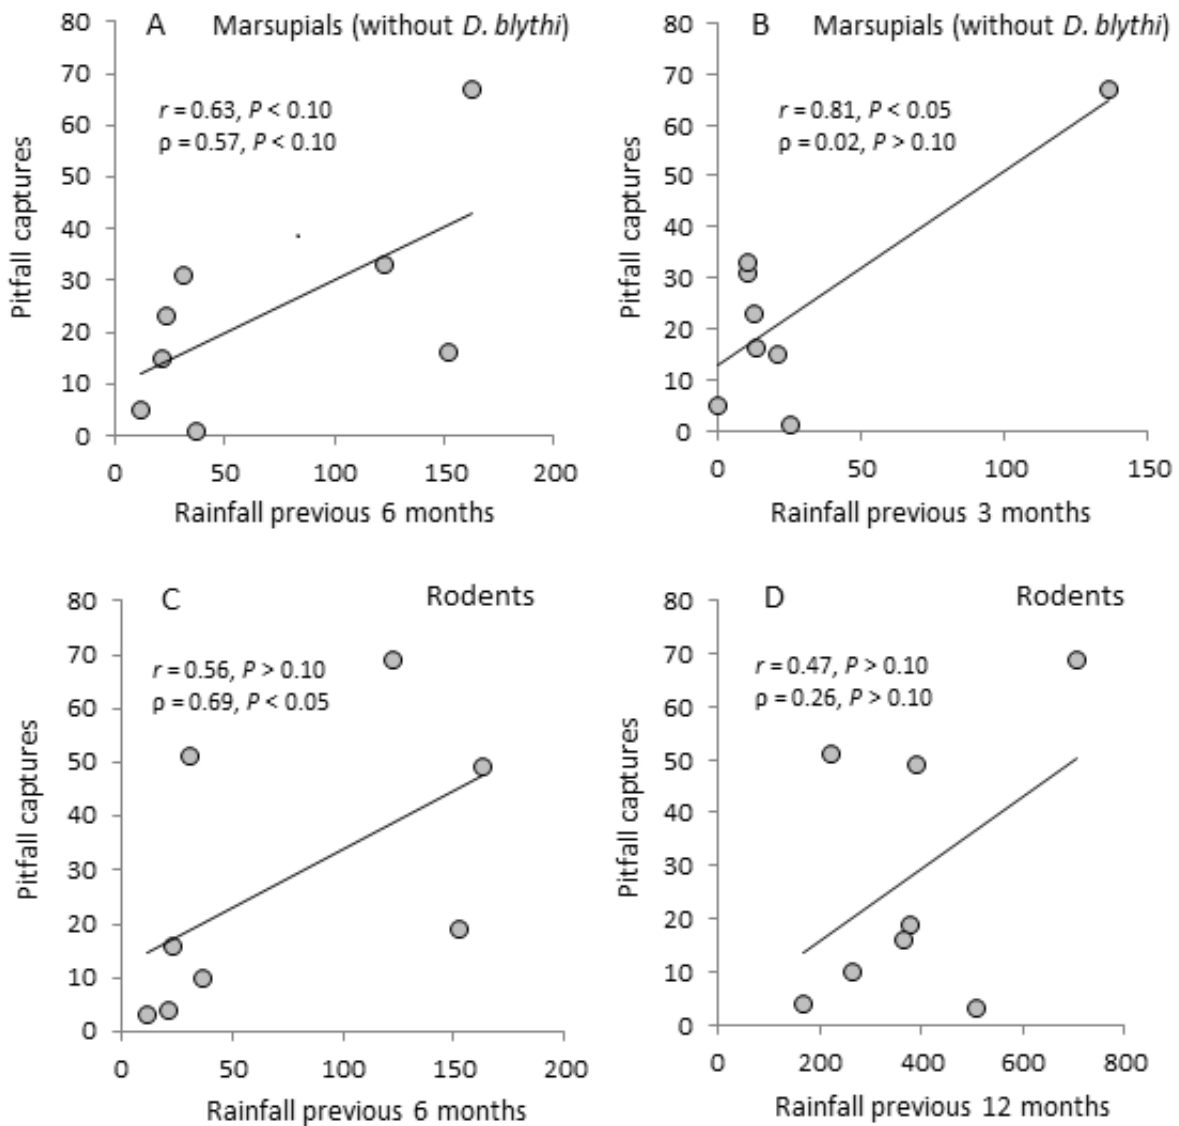 A Marsupials (without D. blythi)
r = 0.63, P < 0.10
ρ = 0.57, P < 0.10
Pitfall captures
80
70
60
50
40
30
20
10
0
0 50 100 150 200
Rainfall previous 6 months
B Marsupials (without D. blythi)
r = 0.81, P < 0.05
ρ = 0.02, P > 0.10
Pitfall captures
80
70
60
50
40
30
20
10
0
0 50 100 150
Rainfall previous 3 months
C Rodents
r = 0.56, P > 0.10
ρ = 0.69, P < 0.05
Pitfall captures
80
70
60
50
40
30
20
10
0
0 50 100 150 200
Rainfall previous 6 months
D Rodents
r = 0.47, P > 0.10
ρ = 0.26, P > 0.10
Pitfall captures
80
70
60
50
40
30
20
10
0
0 200 400 600 800
Rainfall previous 12 months